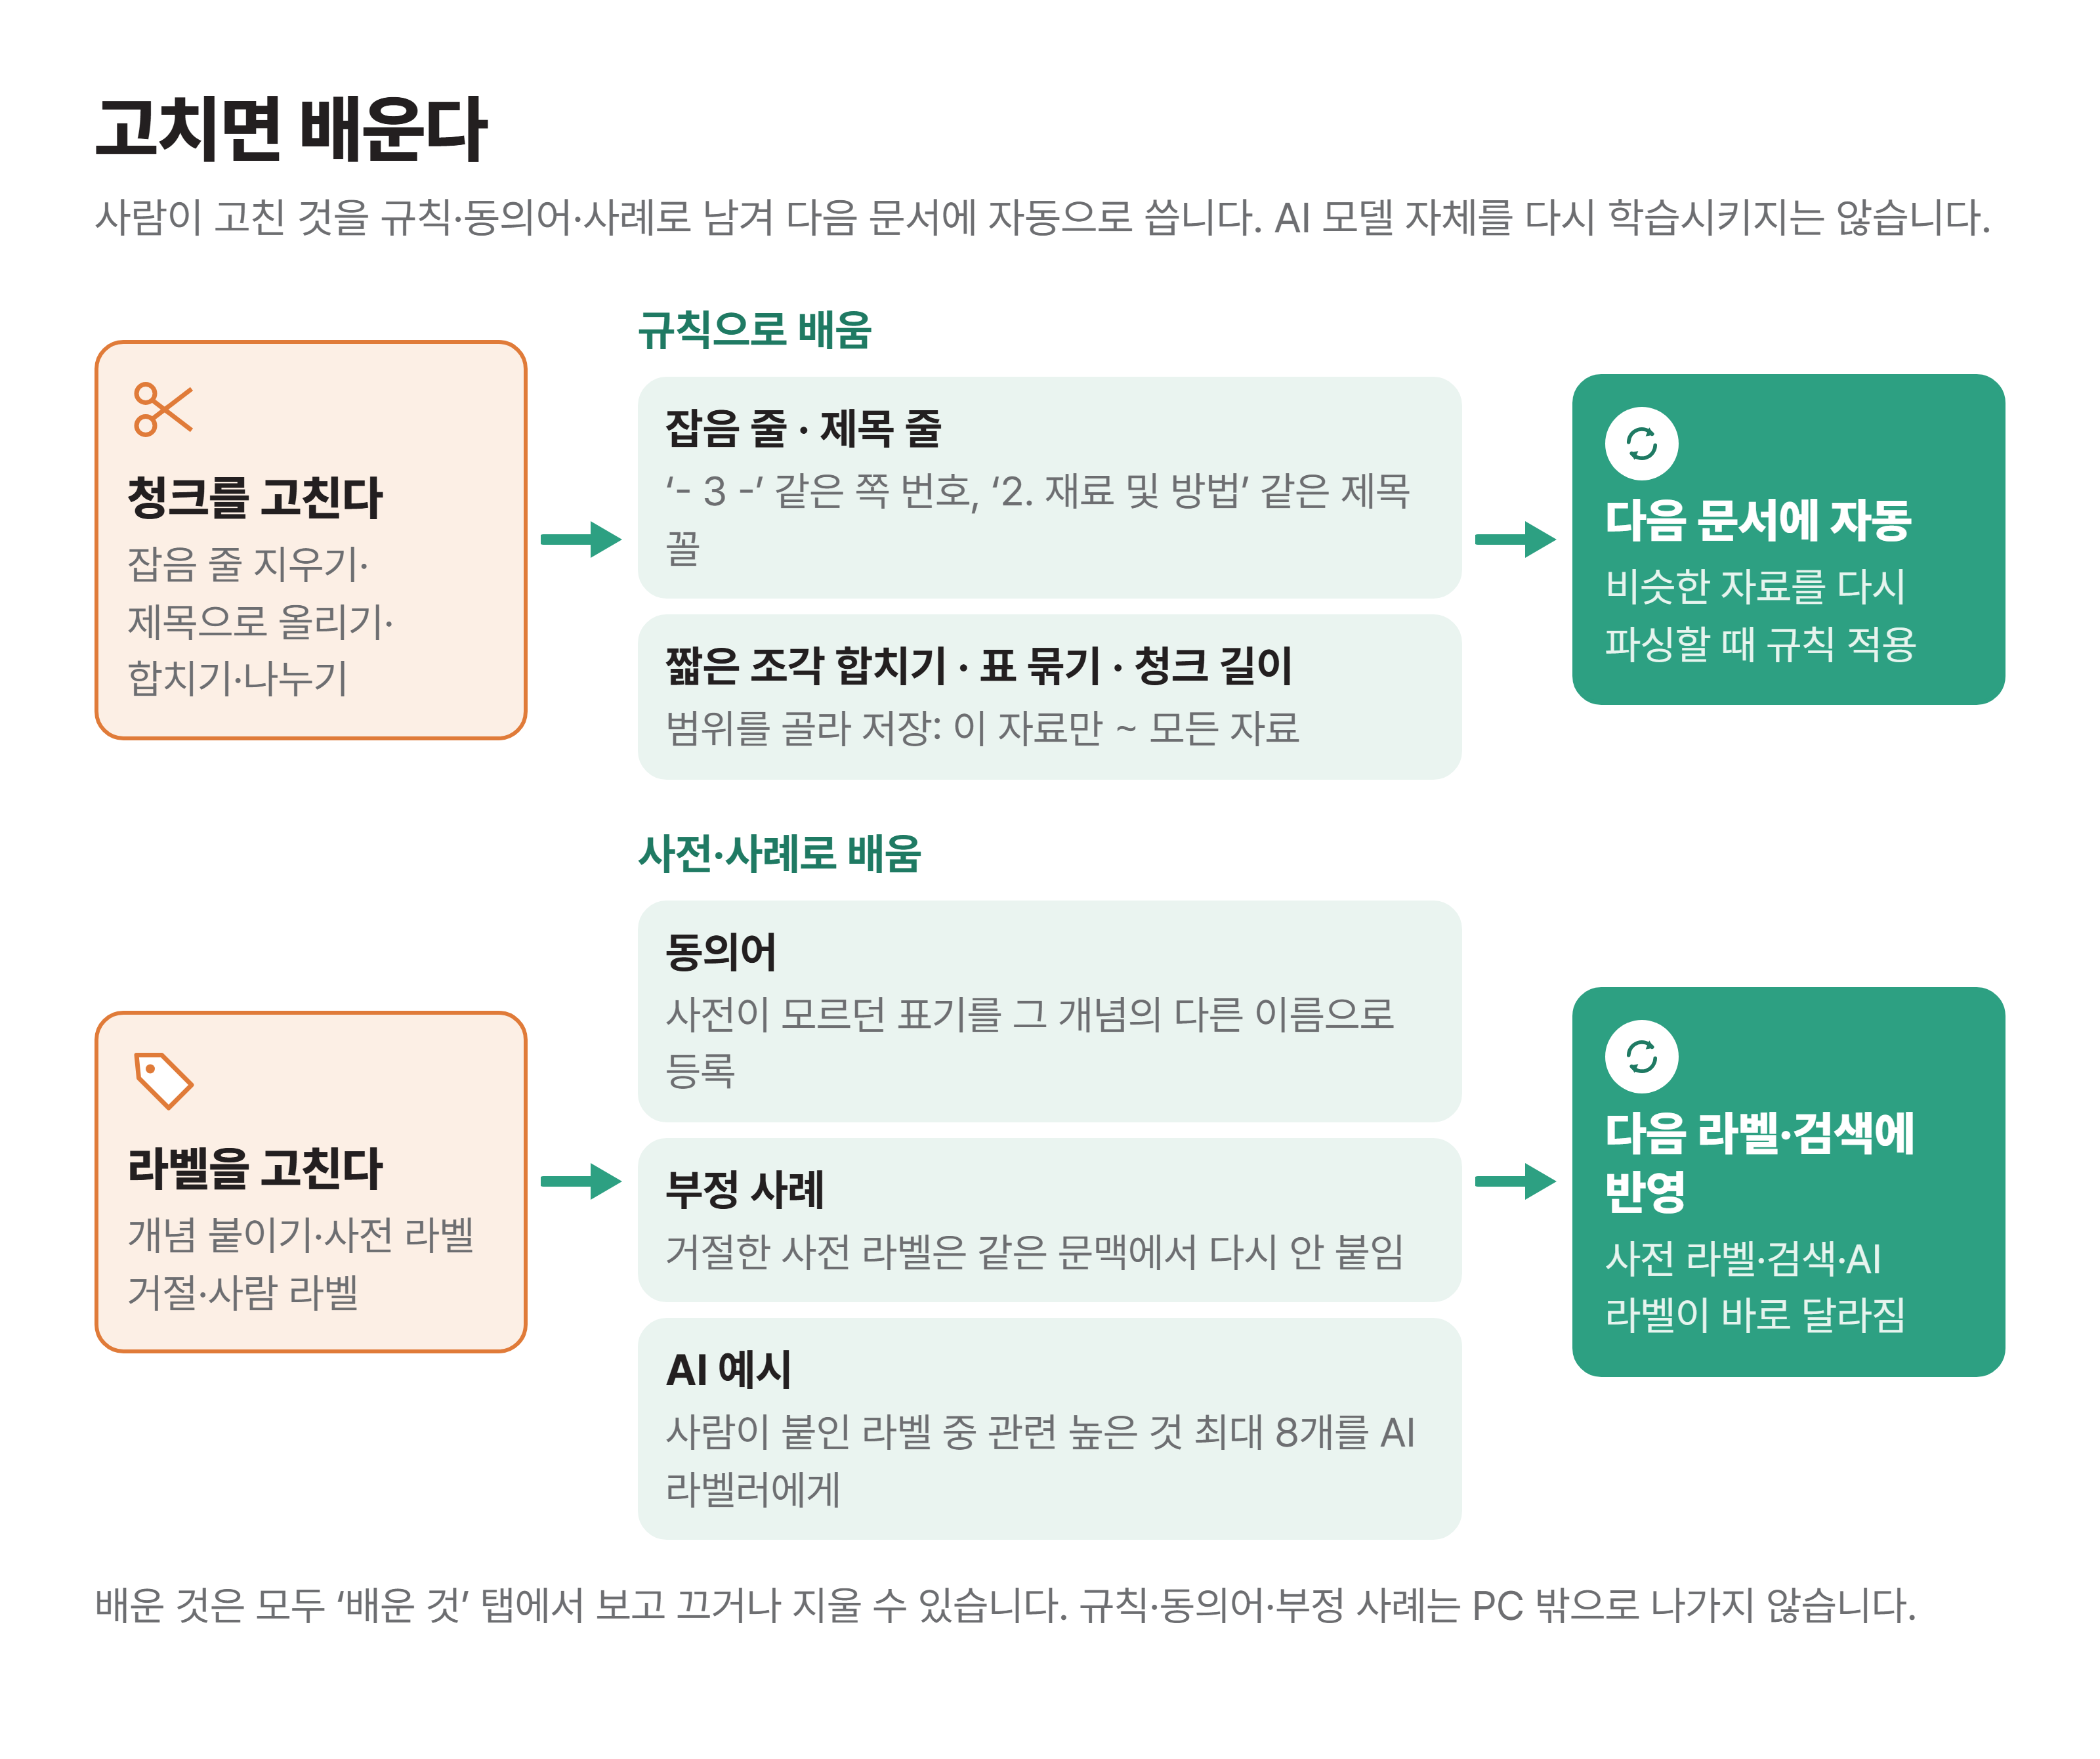 고치면 배운다
사람이 고친 것을 규칙·동의어·사례로 남겨 다음 문서에 자동으로 씁니다. AI 모델 자체를 다시 학습시키지는 않습니다.
청크를 고친다
잡음 줄 지우기·
제목으로 올리기·
합치기·나누기
규칙으로 배움
잡음 줄 · 제목 줄
‘- 3 -’ 같은 쪽 번호, ‘2. 재료 및 방법’ 같은 제목
꼴
짧은 조각 합치기 · 표 묶기 · 청크 길이
범위를 골라 저장: 이 자료만 ~ 모든 자료
다음 문서에 자동
비슷한 자료를 다시
파싱할 때 규칙 적용
라벨을 고친다
개념 붙이기·사전 라벨
거절·사람 라벨
사전·사례로 배움
동의어
사전이 모르던 표기를 그 개념의 다른 이름으로
등록
부정 사례
거절한 사전 라벨은 같은 문맥에서 다시 안 붙임
AI 예시
사람이 붙인 라벨 중 관련 높은 것 최대 8개를 AI
라벨러에게
다음 라벨·검색에
반영
사전 라벨·검색·AI
라벨이 바로 달라짐
배운 것은 모두 ‘배운 것’ 탭에서 보고 끄거나 지울 수 있습니다. 규칙·동의어·부정 사례는 PC 밖으로 나가지 않습니다.